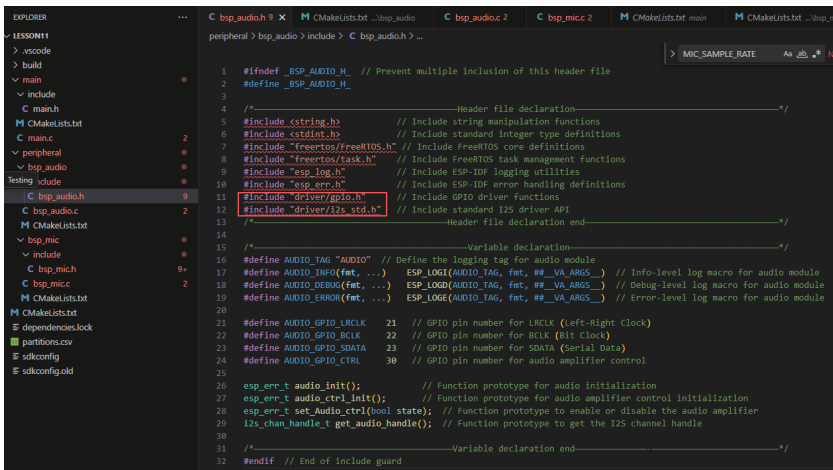 EXPLORER
LESSON11
.vscode
build
main
include
C main.h
M CMakeLists.txt
C main.c 2
peripheral
bsp_audio
Testing
include
C bsp_audio.h 9
C bsp_audio.c 2
M CMakeLists.txt
bsp_mic
include
C bsp_mic.h 9+
C bsp_mic.c 2
M CMakeLists.txt
M CMakeLists.txt
dependencies.lock
partitions.csv
sdkconfig
sdkconfig.old
C bsp_audio.h 9 M CMakeLists.txt ...\bsp_audio C bsp_audio.c 2 C bsp_mic.c 2 M CMakeLists.txt main M CMakeLists.txt
peripheral > bsp_audio > include > C bsp_audio.h > ...
MIC_SAMPLE_RATE Aa ab .*
1 #ifndef _BSP_AUDIO_H_ // Prevent multiple inclusion of this header file
2 #define _BSP_AUDIO_H_
3
4 /*————————Header file declaration————————*/
5 #include <string.h> // Include string manipulation functions
6 #include <stdint.h> // Include standard integer type definitions
7 #include "freertos/FreeRTOS.h" // Include FreeRTOS core definitions
8 #include "freertos/task.h" // Include FreeRTOS task management functions
9 #include "esp_log.h" // Include ESP-IDF logging utilities
10 #include "esp_err.h" // Include ESP-IDF error handling definitions
11 #include "driver/gpio.h" // Include GPIO driver functions
12 #include "driver/i2s_std.h" // Include standard I2S driver API
13 /*————————Header file declaration end————————*/
14
15 /*————————Variable declaration————————*/
16 #define AUDIO_TAG "AUDIO" // Define the logging tag for audio module
17 #define AUDIO_INFO(fmt, ...) ESP_LOGI(AUDIO_TAG, fmt, ##__VA_ARGS__) // Info-level log macro for audio module
18 #define AUDIO_DEBUG(fmt, ...) ESP_LOGD(AUDIO_TAG, fmt, ##__VA_ARGS__) // Debug-level log macro for audio module
19 #define AUDIO_ERROR(fmt, ...) ESP_LOGE(AUDIO_TAG, fmt, ##__VA_ARGS__) // Error-level log macro for audio module
20
21 #define AUDIO_GPIO_LRCLK 21 // GPIO pin number for LRCLK (Left-Right Clock)
22 #define AUDIO_GPIO_BCLK 22 // GPIO pin number for BCLK (Bit Clock)
23 #define AUDIO_GPIO_SDATA 23 // GPIO pin number for SDATA (Serial Data)
24 #define AUDIO_GPIO_CTRL 30 // GPIO pin number for audio amplifier control
25
26 esp_err_t audio_init(); // Function prototype for audio initialization
27 esp_err_t audio_ctrl_init(); // Function prototype for audio amplifier control initialization
28 esp_err_t set_Audio_ctrl(bool state); // Function prototype to enable or disable the audio amplifier
29 i2s_chan_handle_t get_audio_handle(); // Function prototype to get the I2S channel handle
30
31 /*————————Variable declaration end————————*/
32 #endif // End of include guard